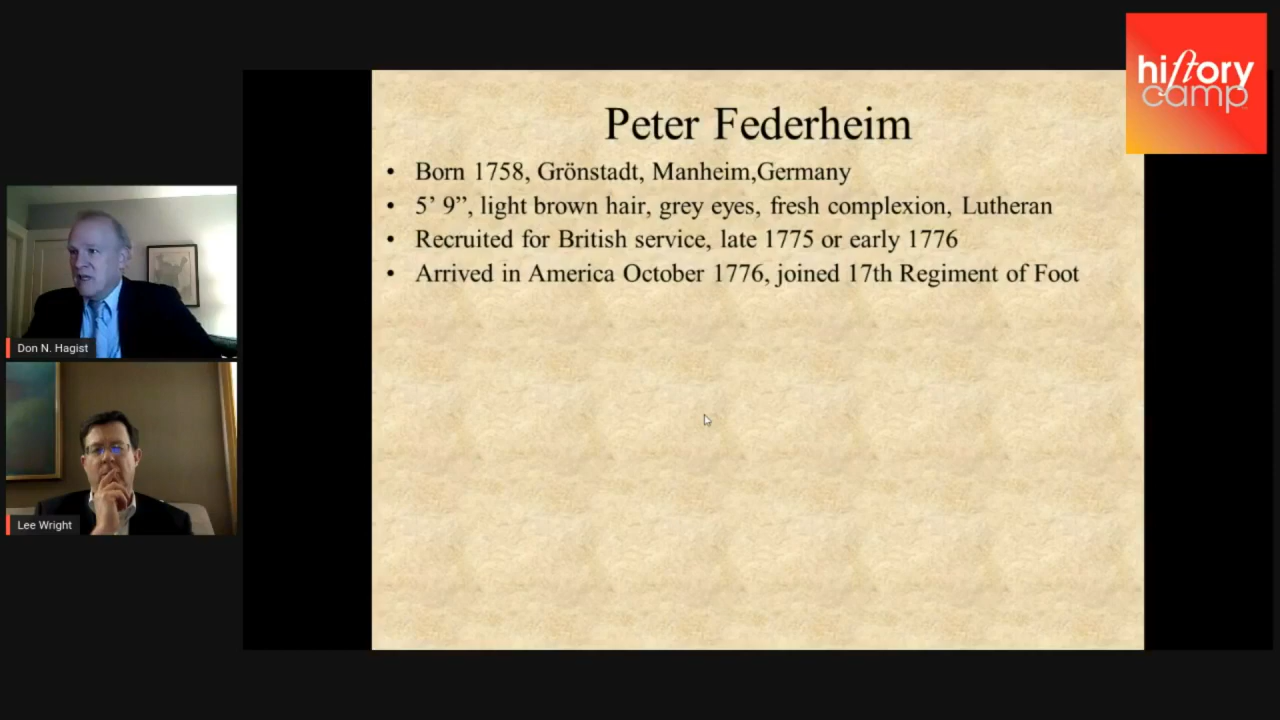 hiſtory
camp
Peter Federheim
• Born 1758, Grönstadt, Manheim,Germany
• 5’ 9”, light brown hair, grey eyes, fresh complexion, Lutheran
• Recruited for British service, late 1775 or early 1776
• Arrived in America October 1776, joined 17th Regiment of Foot
Don N. Hagist
Lee Wright